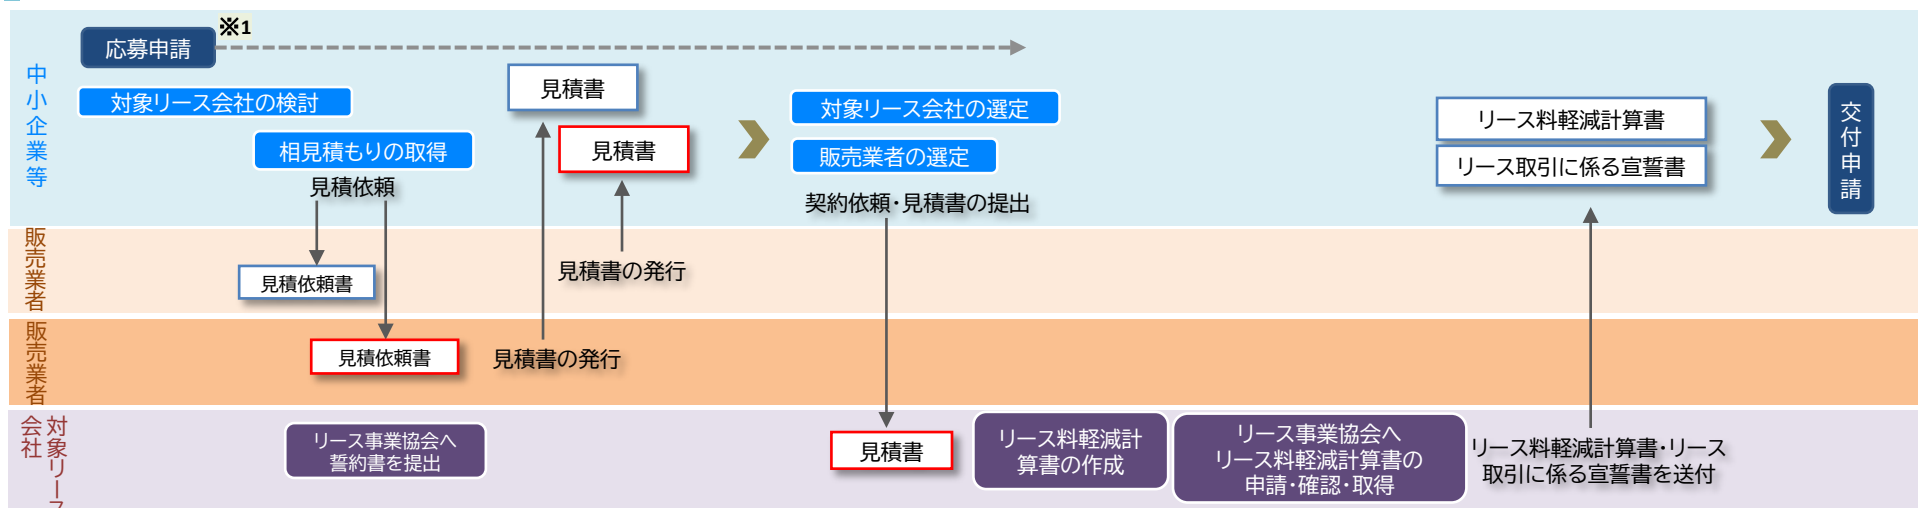 ※1
応募申請
中小企業等
対象リース会社の検討
相見積もりの取得
見積依頼
見積書
見積書
対象リース会社の選定
販売業者の選定
契約依頼・見積書の提出
リース料軽減計算書
リース取引に係る宣誓書
交付申請
販売業者
見積依頼書
見積書の発行
販売業者
見積依頼書
見積書の発行
対象リース
会社
リース事業協会へ
誓約書を提出
見積書
リース料軽減計
算書の作成
リース事業協会へ
リース料軽減計算書の
申請・確認・取得
リース料軽減計算書・リース
取引に係る宣誓書を送付